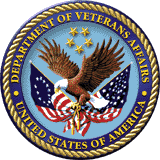 DEPARTMENT OF VETERANS AFFAIRS
UNITED STATES OF AMERICA